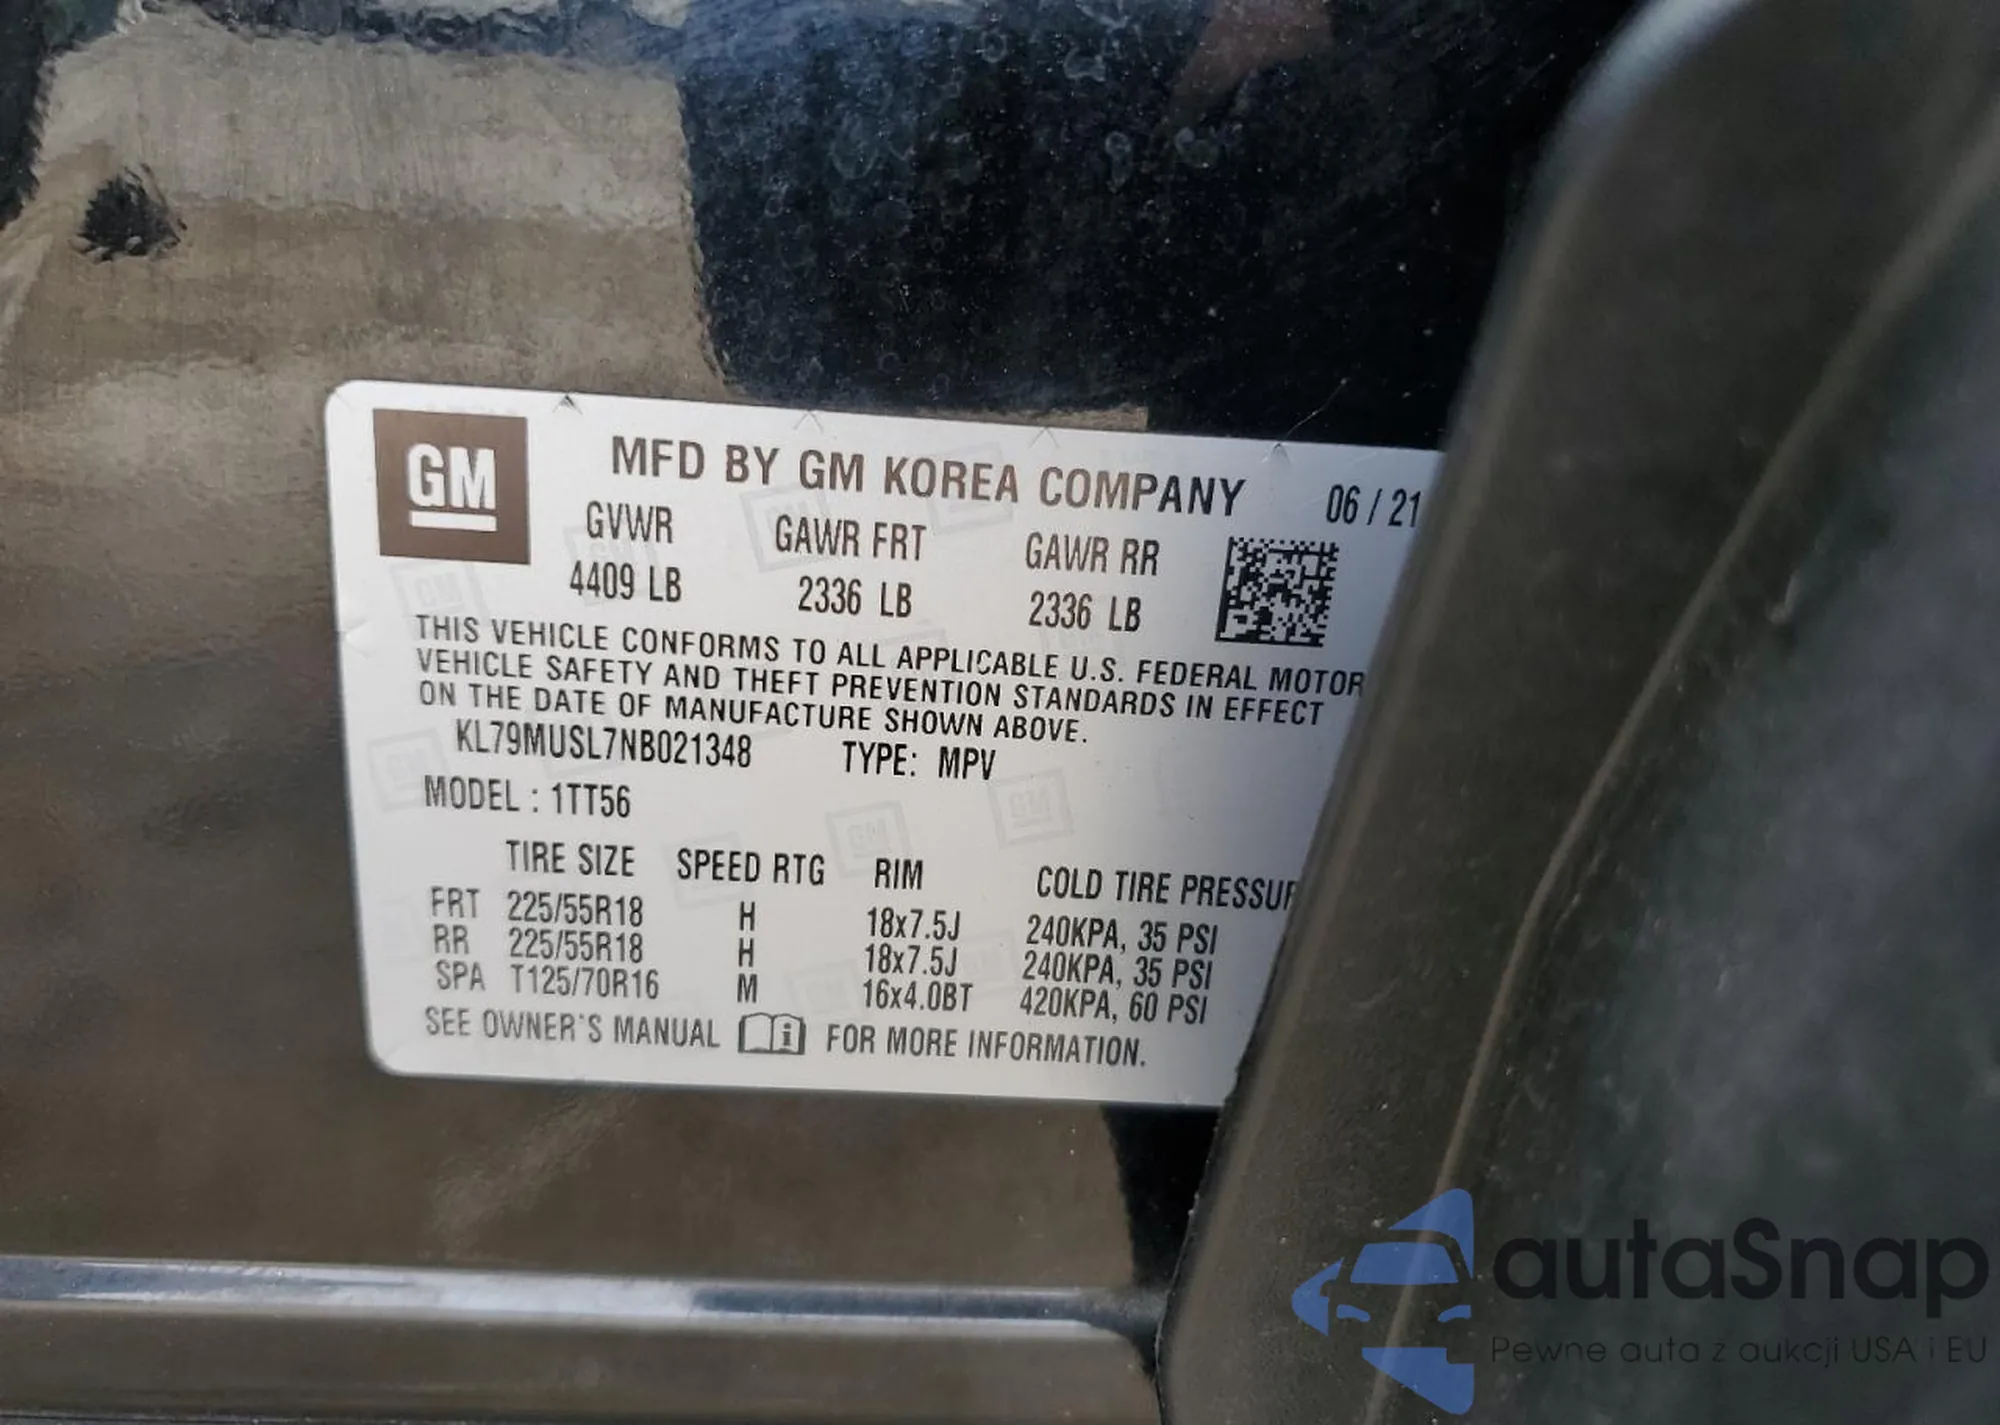 GM
MFD BY GM KOREA COMPANY 06 / 21
GVWR GAWR FRT GAWR RR
4409 LB 2336 LB 2336 LB
THIS VEHICLE CONFORMS TO ALL APPLICABLE U.S. FEDERAL MOTOR
VEHICLE SAFETY AND THEFT PREVENTION STANDARDS IN EFFECT
ON THE DATE OF MANUFACTURE SHOWN ABOVE.
KL79MUSL7NB021348 TYPE: MPV
MODEL : 1TT56
TIRE SIZE SPEED RTG RIM COLD TIRE PRESSUR
FRT 225/55R18 H 18x7.5J 240KPA, 35 PSI
RR 225/55R18 H 18x7.5J 240KPA, 35 PSI
SPA T125/70R16 M 16x4.0BT 420KPA, 60 PSI
SEE OWNER'S MANUAL i FOR MORE INFORMATION.
autaSnap
Pewne auta z aukcji USA i EU